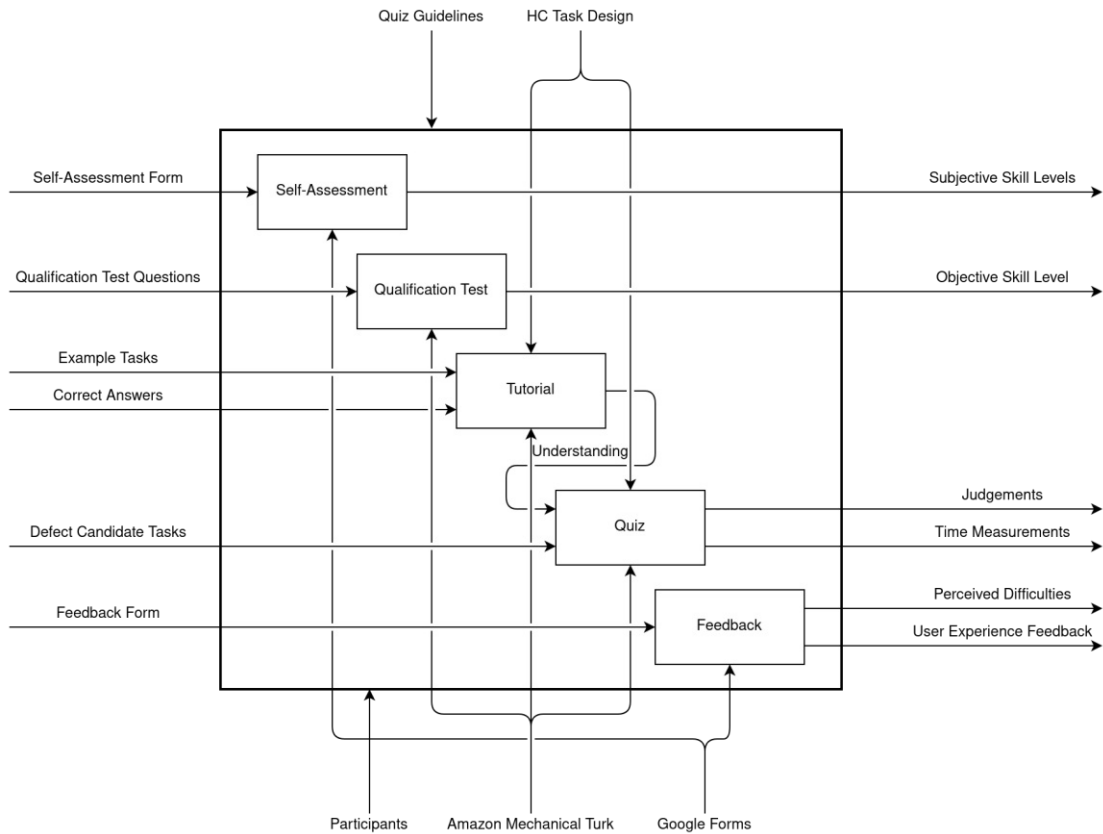 Quiz Guidelines
HC Task Design
Self-Assessment Form
Self-Assessment
Subjective Skill Levels
Qualification Test Questions
Qualification Test
Objective Skill Level
Example Tasks
Correct Answers
Tutorial
Understanding
Defect Candidate Tasks
Quiz
Judgements
Time Measurements
Feedback Form
Feedback
Perceived Difficulties
User Experience Feedback
Participants
Amazon Mechanical Turk
Google Forms